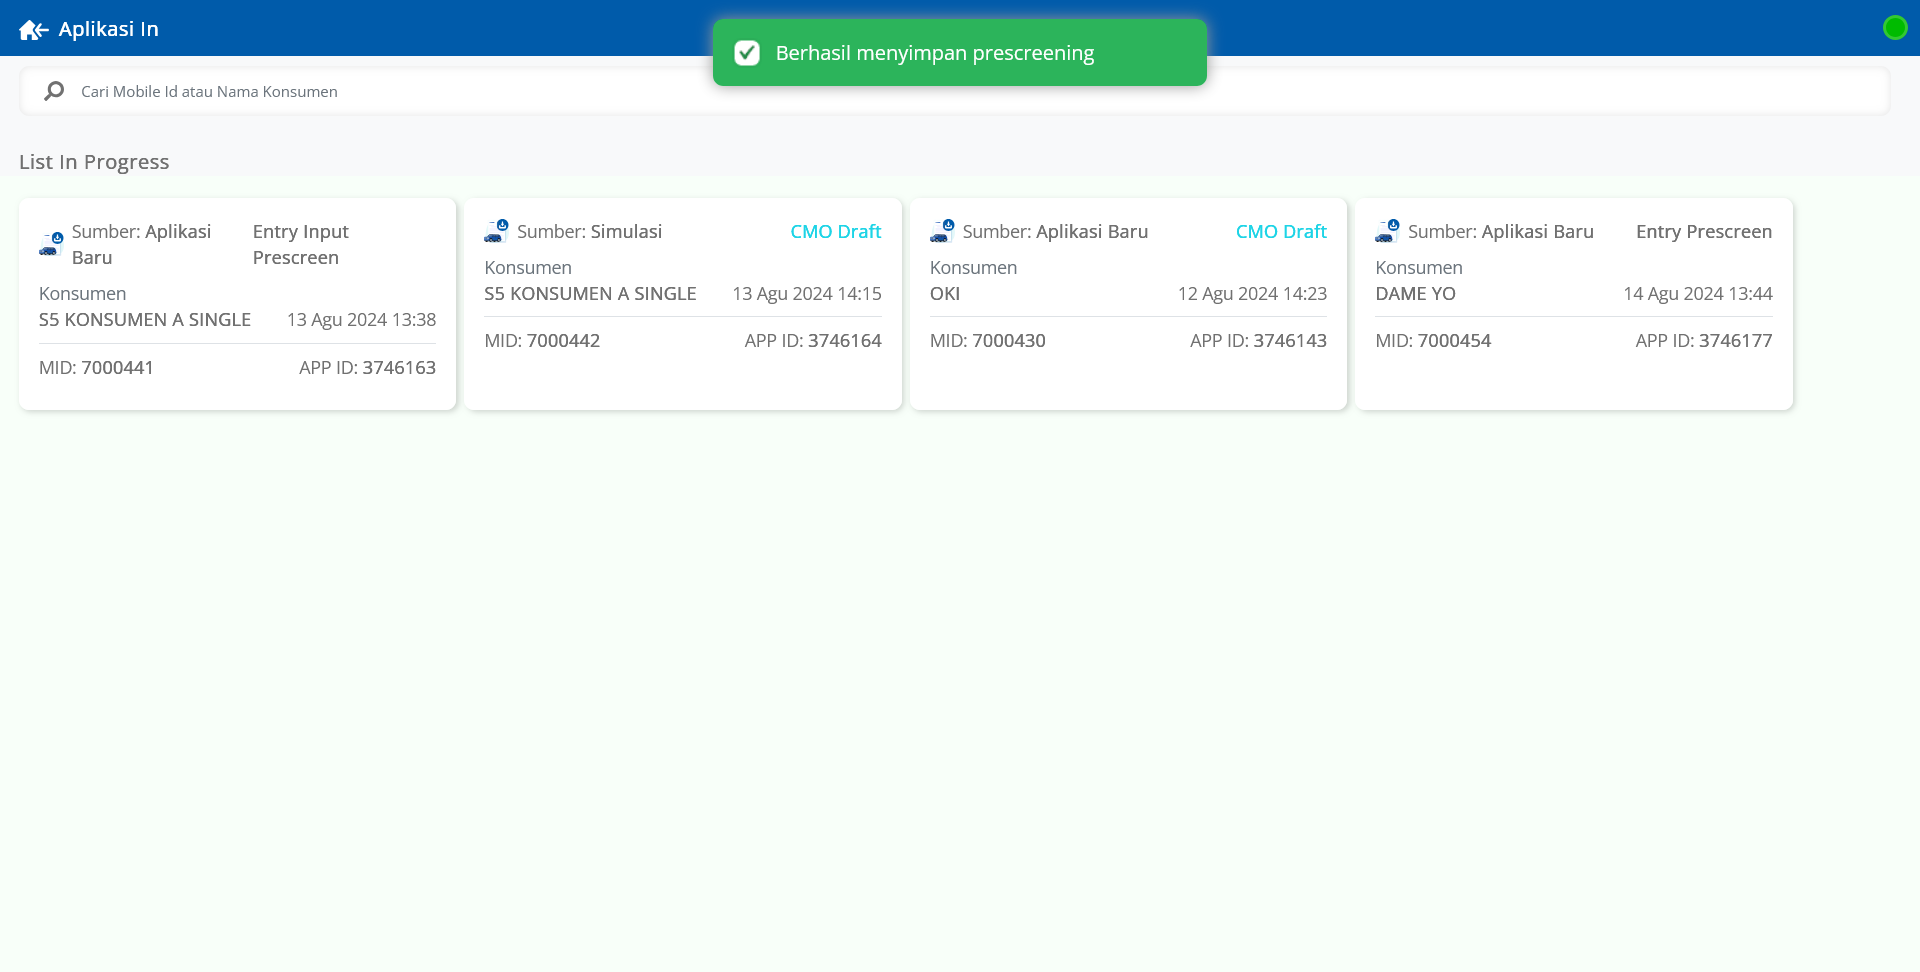 Aplikasi In
Berhasil menyimpan prescreening
Cari Mobile Id atau Nama Konsumen
List In Progress
Sumber: Aplikasi Baru
Entry Input Prescreen
Konsumen
S5 KONSUMEN A SINGLE 13 Agu 2024 13:38
MID: 7000441 APP ID: 3746163
Sumber: Simulasi CMO Draft
Konsumen
S5 KONSUMEN A SINGLE 13 Agu 2024 14:15
MID: 7000442 APP ID: 3746164
Sumber: Aplikasi Baru CMO Draft
Konsumen
OKI 12 Agu 2024 14:23
MID: 7000430 APP ID: 3746143
Sumber: Aplikasi Baru Entry Prescreen
Konsumen
DAME YO 14 Agu 2024 13:44
MID: 7000454 APP ID: 3746177